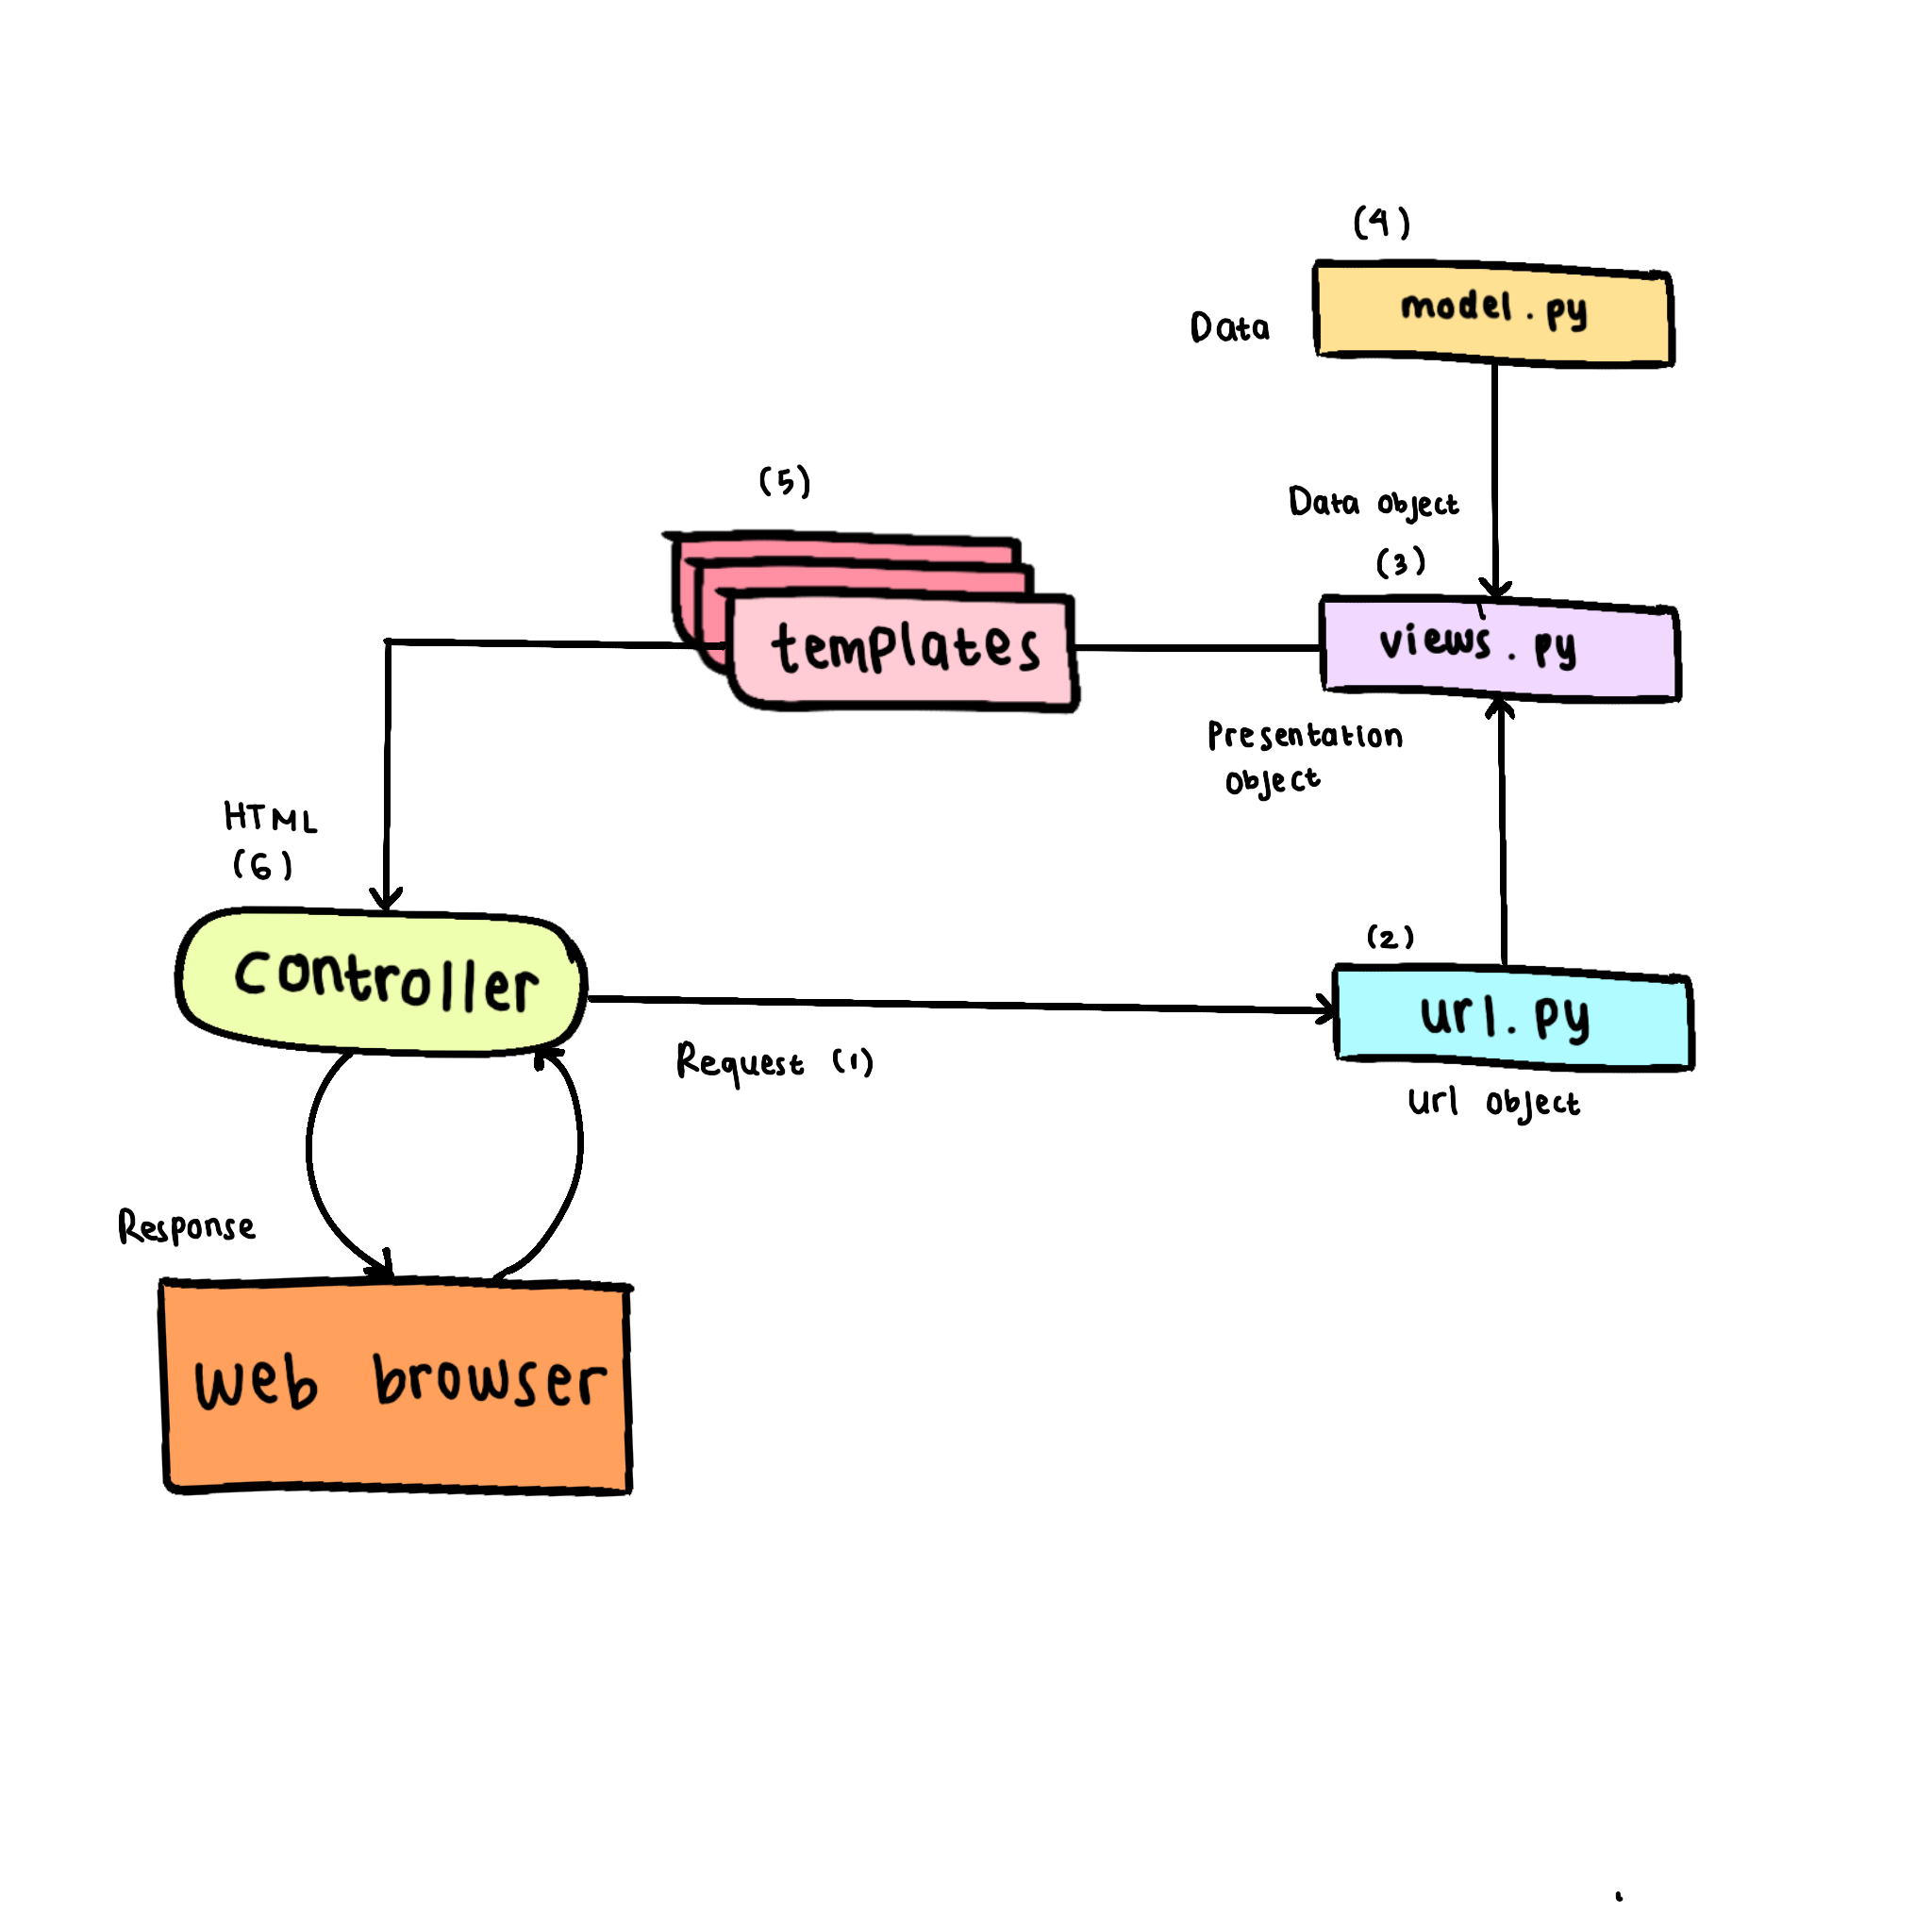 (4)
model.py
Data
(5)
Data object
(3)
templates
views.py
Presentation
object
HTML
(6)
(2)
controller
url.py
Request (1)
url object
Response
web browser